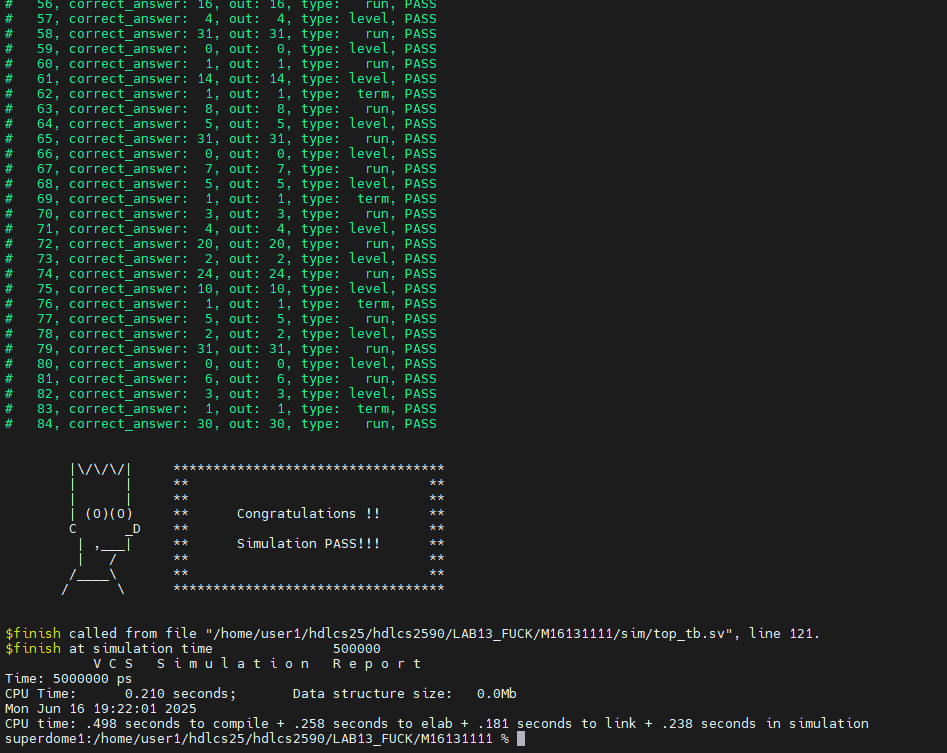 #   56, correct_answer: 16, out: 16, type:   run, PASS
#   57, correct_answer:  4, out:  4, type: level, PASS
#   58, correct_answer: 31, out: 31, type:   run, PASS
#   59, correct_answer:  0, out:  0, type: level, PASS
#   60, correct_answer:  1, out:  1, type:   run, PASS
#   61, correct_answer: 14, out: 14, type: level, PASS
#   62, correct_answer:  1, out:  1, type:  term, PASS
#   63, correct_answer:  8, out:  8, type:   run, PASS
#   64, correct_answer:  5, out:  5, type: level, PASS
#   65, correct_answer: 31, out: 31, type:   run, PASS
#   66, correct_answer:  0, out:  0, type: level, PASS
#   67, correct_answer:  7, out:  7, type:   run, PASS
#   68, correct_answer:  5, out:  5, type: level, PASS
#   69, correct_answer:  1, out:  1, type:  term, PASS
#   70, correct_answer:  3, out:  3, type:   run, PASS
#   71, correct_answer:  4, out:  4, type: level, PASS
#   72, correct_answer: 20, out: 20, type:   run, PASS
#   73, correct_answer:  2, out:  2, type: level, PASS
#   74, correct_answer: 24, out: 24, type:   run, PASS
#   75, correct_answer: 10, out: 10, type: level, PASS
#   76, correct_answer:  1, out:  1, type:  term, PASS
#   77, correct_answer:  5, out:  5, type:   run, PASS
#   78, correct_answer:  2, out:  2, type: level, PASS
#   79, correct_answer: 31, out: 31, type:   run, PASS
#   80, correct_answer:  0, out:  0, type: level, PASS
#   81, correct_answer:  6, out:  6, type:   run, PASS
#   82, correct_answer:  3, out:  3, type: level, PASS
#   83, correct_answer:  1, out:  1, type:  term, PASS
#   84, correct_answer: 30, out: 30, type:   run, PASS
        |\/\/\/|     **********************************
        |      |     **                              **
        |      |     **                              **
        | (O)(O)     **      Congratulations !!      **
        C      _D    **                              **
         | ,___|     **      Simulation PASS!!!      **
         |   /       **                              **
        /____\       **                              **
       /      \      **********************************
$finish called from file "/home/user1/hdlcs25/hdlcs2590/LAB13_FUCK/M16131111/sim/top_tb.sv", line 121.
$finish at simulation time               500000
           V C S   S i m u l a t i o n   R e p o r t
Time: 5000000 ps
CPU Time:      0.210 seconds;       Data structure size:   0.0Mb
Mon Jun 16 19:22:01 2025
CPU time: .498 seconds to compile + .258 seconds to elab + .181 seconds to link + .238 seconds in simulation
superdome1:/home/user1/hdlcs25/hdlcs2590/LAB13_FUCK/M16131111 %